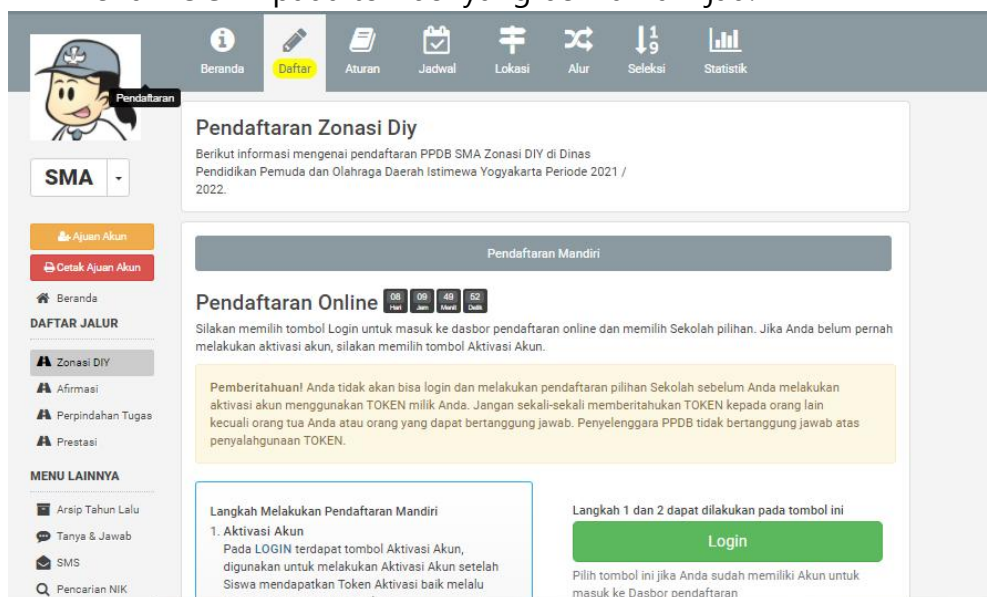 Beranda
Daftar
Aturan
Jadwal
Lokasi
Alur
Seleksi
Statistik
Pendaftaran
SMA
Ajuan Akun
Cetak Ajuan Akun
Beranda
DAFTAR JALUR
Zonasi DIY
Afirmasi
Perpindahan Tugas
Prestasi
MENU LAINNYA
Arsip Tahun Lalu
Tanya & Jawab
SMS
Pencarian NIK
Pendaftaran Zonasi Diy
Berikut informasi mengenai pendaftaran PPDB SMA Zonasi DIY di Dinas
Pendidikan Pemuda dan Olahraga Daerah Istimewa Yogyakarta Periode 2021 /
2022.
Pendaftaran Mandiri
Pendaftaran Online 08 Hari 09 Jam 49 Menit 52 Detik
Silakan memilih tombol Login untuk masuk ke dasbor pendaftaran online dan memilih Sekolah pilihan. Jika Anda belum pernah
melakukan aktivasi akun, silakan memilih tombol Aktivasi Akun.
Pemberitahuan! Anda tidak akan bisa login dan melakukan pendaftaran pilihan Sekolah sebelum Anda melakukan
aktivasi akun menggunakan TOKEN milik Anda. Jangan sekali-sekali memberitahukan TOKEN kepada orang lain
kecuali orang tua Anda atau orang yang dapat bertanggung jawab. Penyelenggara PPDB tidak bertanggung jawab atas
penyalahgunaan TOKEN.
Langkah Melakukan Pendaftaran Mandiri
1. Aktivasi Akun
Pada LOGIN terdapat tombol Aktivasi Akun,
digunakan untuk melakukan Aktivasi Akun setelah
Siswa mendapatkan Token Aktivasi baik melalu
Langkah 1 dan 2 dapat dilakukan pada tombol ini
Login
Pilih tombol ini jika Anda sudah memiliki Akun untuk
masuk ke Dasbor pendaftaran